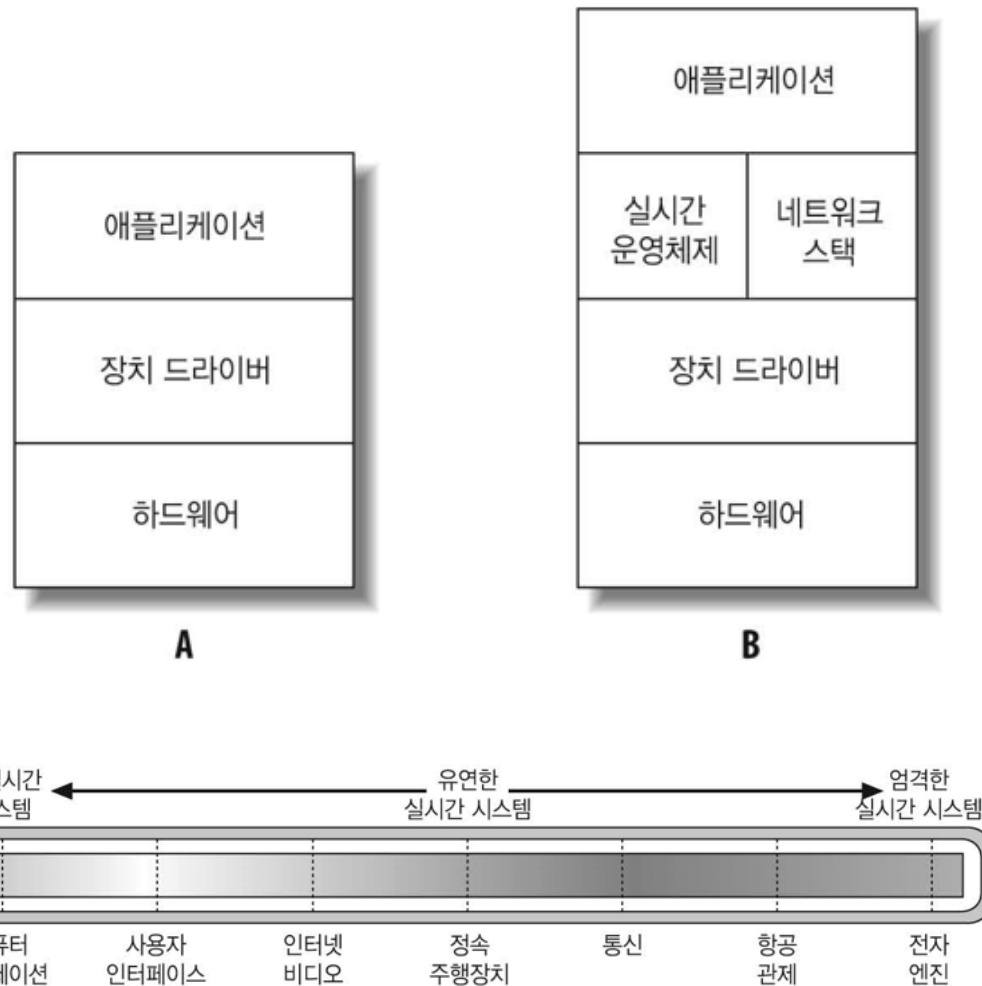 애플리케이션
장치 드라이버
하드웨어
A
애플리케이션
실시간
운영체제
네트워크
스택
장치 드라이버
하드웨어
B
유연한
실시간 시스템
엄격한
실시간 시스템
사용자
인터페이스
인터넷
비디오
정속
주행장치
통신
항공
관제
전자
엔진